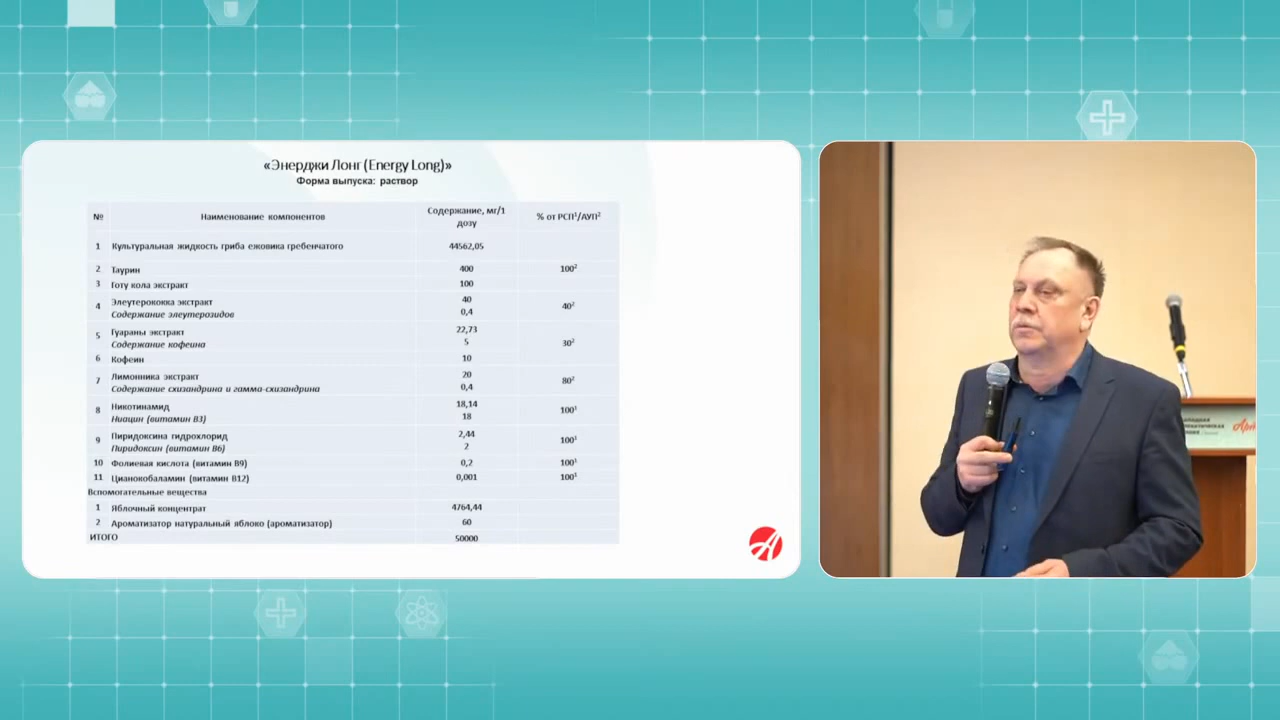 «Энерджи Лонг (Energy Long)»
Форма выпуска: раствор
№ Наименование компонентов Содержание, мг/1 дозу % от РСП¹/АУП²
1 Культуральная жидкость гриба ежовика гребенчатого 44562,05
2 Таурин 400 100²
3 Готу кола экстракт 100
4 Элеутерококка экстракт 40 40²
Содержание элеутерозидов 0,4
5 Гуараны экстракт 22,73 30²
Содержание кофеина 5
6 Кофеин 10
7 Лимонника экстракт 20 80²
Содержание схизандрина и гамма-схизандрина 0,4
8 Никотинамид 18,14 100¹
Ниацин (витамин В3) 18
9 Пиридоксина гидрохлорид 2,44 100¹
Пиридоксин (витамин В6) 2
10 Фолиевая кислота (витамин В9) 0,2 100¹
11 Цианокобаламин (витамин В12) 0,001 100¹
Вспомогательные вещества
1 Яблочный концентрат 4764,44
2 Ароматизатор натуральный яблоко (ароматизатор) 60
ИТОГО 50000